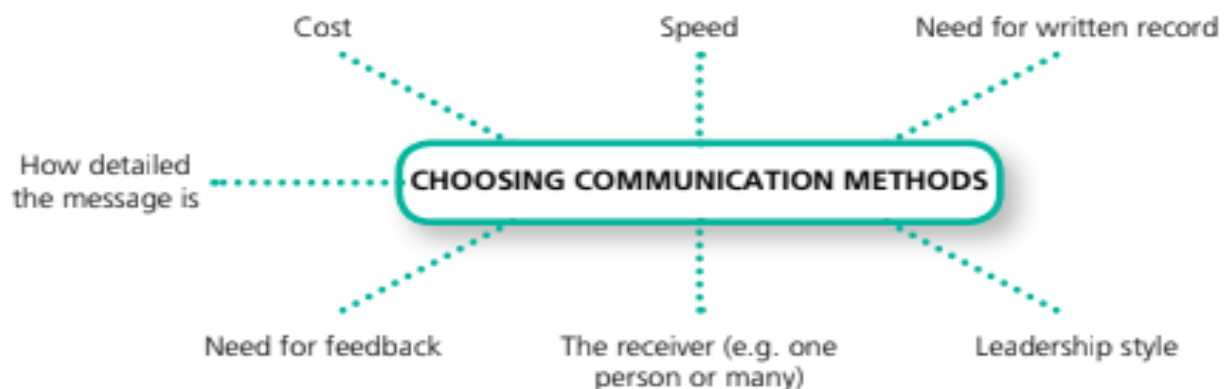 Cost
Speed
Need for written record
How detailed
the message is
CHOOSING COMMUNICATION METHODS
Need for feedback
The receiver (e.g. one
person or many)
Leadership style